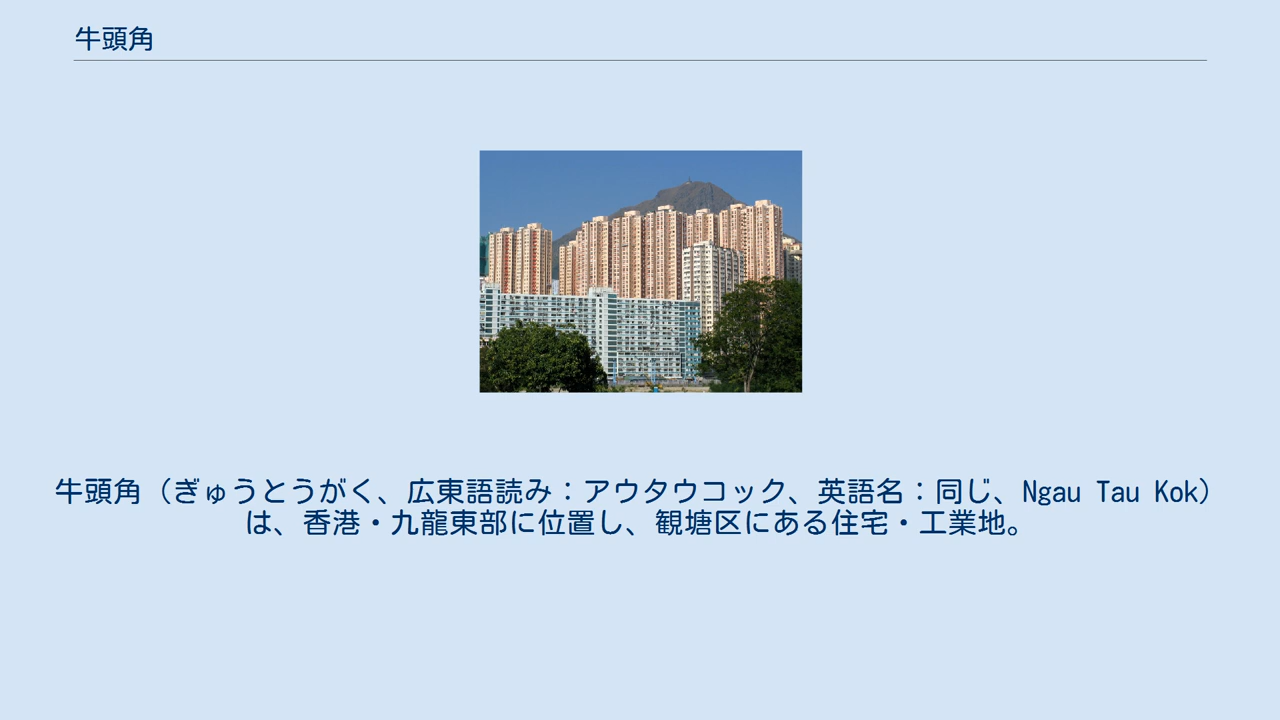 牛頭角
牛頭角（ぎゅうとうがく、広東語読み：アウタウコック、英語名：同じ、Ngau Tau Kok）
は、香港・九龍東部に位置し、観塘区にある住宅・工業地。